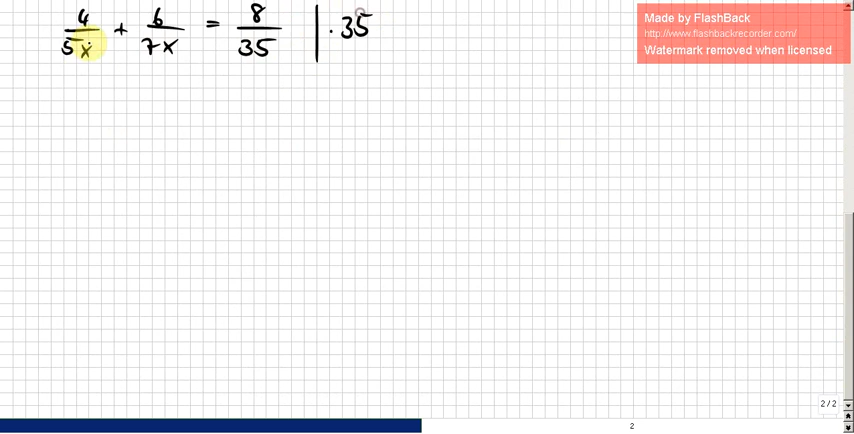 4/5x + 6/7x = 8/35 | · 35
Made by FlashBack
http://www.flashbackrecorder.com/
Watermark removed when licensed
2/2
2